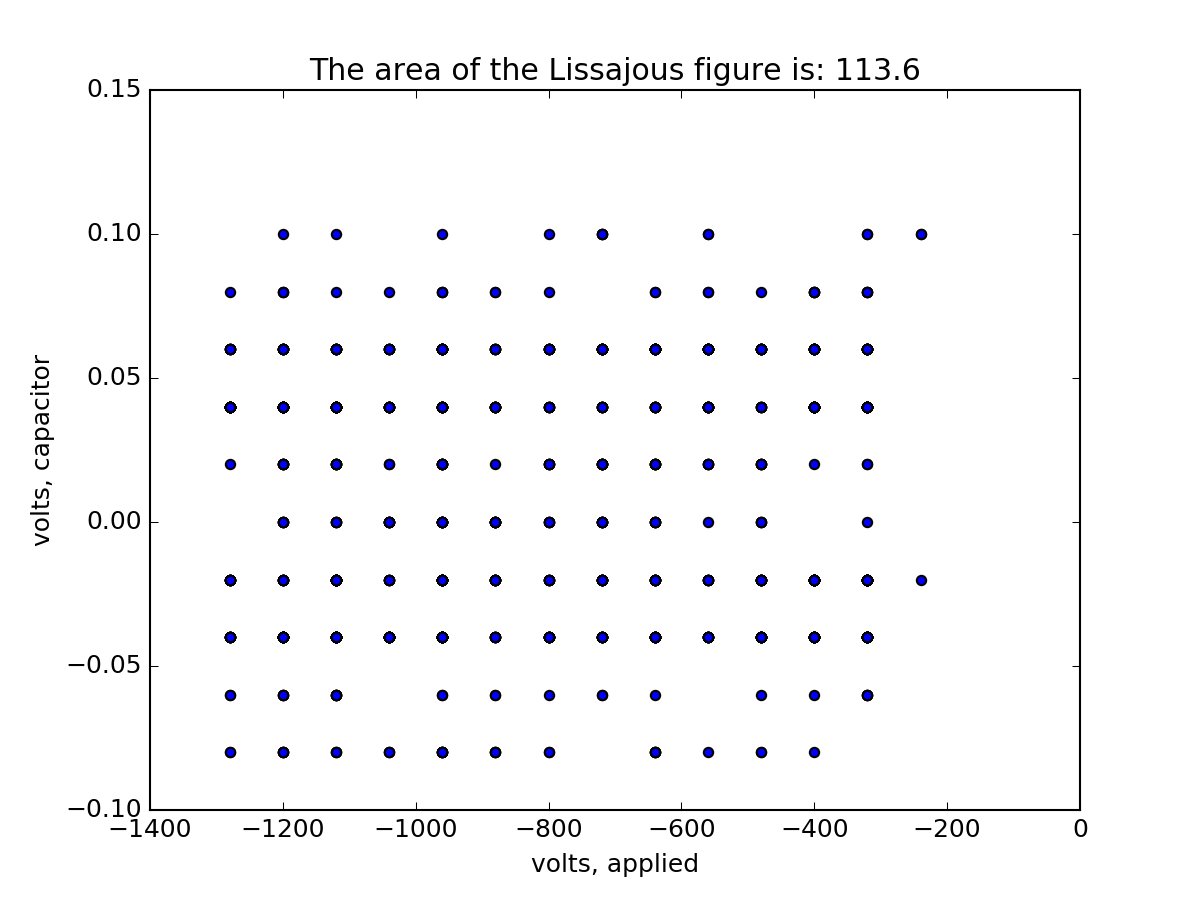 The area of the Lissajous figure is: 113.6
0.15
0.10
0.05
0.00
−0.05
−0.10
volts, capacitor
−1400 −1200 −1000 −800 −600 −400 −200 0
volts, applied